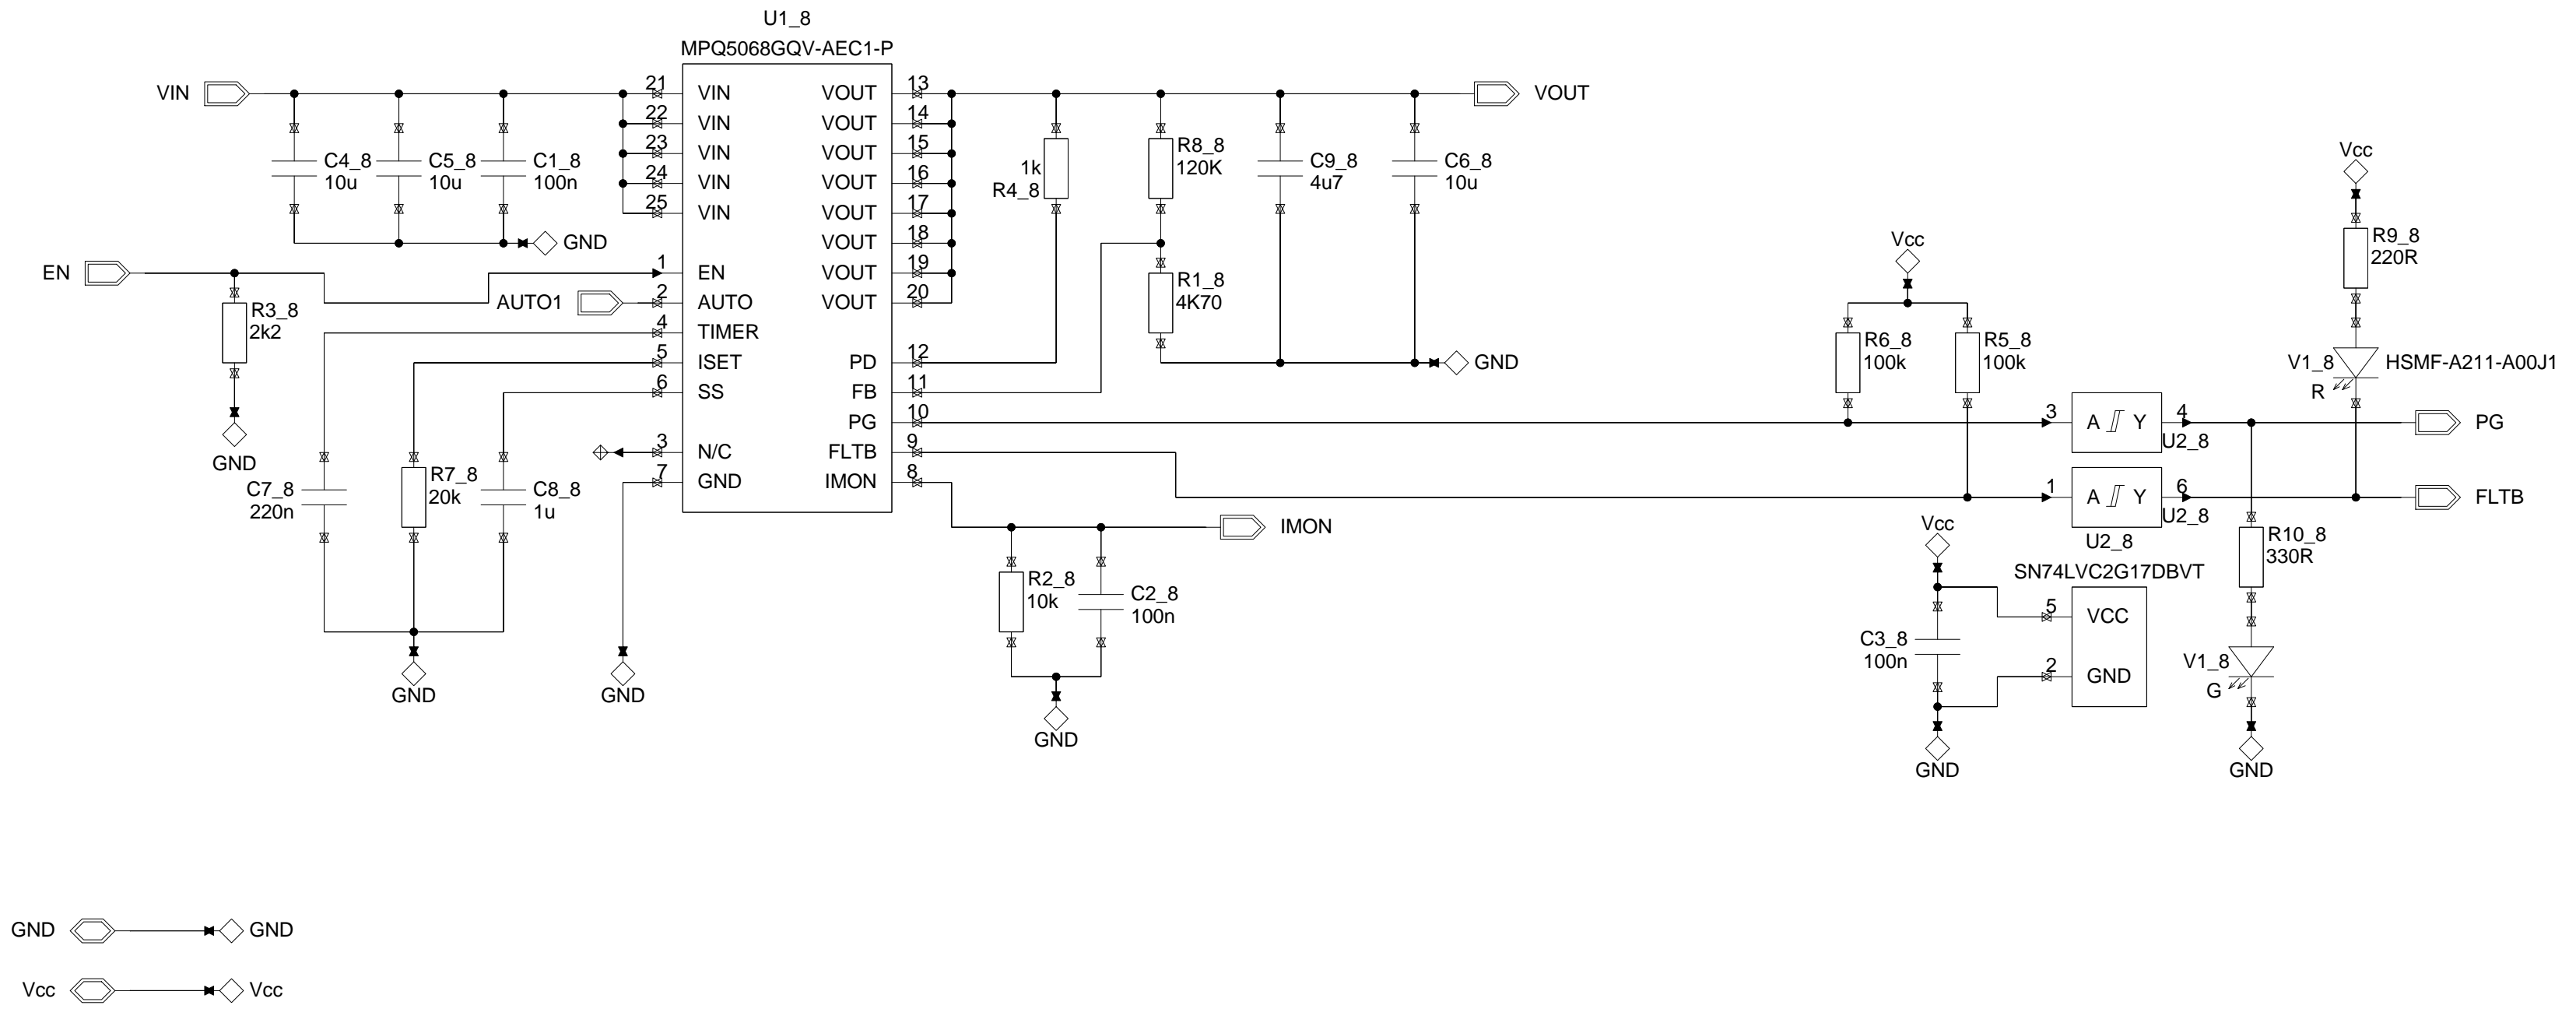 U1_8
MPQ5068GQV-AEC1-P
VIN
21 VIN VOUT 13
22 VIN VOUT 14
23 VIN VOUT 15
24 VIN VOUT 16
25 VIN VOUT 17
VOUT 18
1 EN VOUT 19
2 AUTO VOUT 20
4 TIMER
5 ISET PD 12
6 SS FB 11
PG 10
3 N/C FLTB 9
7 GND IMON 8
C4_8
10u
C5_8
10u
C1_8
100n
GND
EN
AUTO1
R3_8
2k2
GND
C7_8
220n
R7_8
20k
C8_8
1u
GND
GND
VOUT
1k
R4_8
R8_8
120K
C9_8
4u7
C6_8
10u
R1_8
4K70
GND
IMON
R2_8
10k
C2_8
100n
GND
Vcc
R6_8
100k
R5_8
100k
Vcc
R9_8
220R
V1_8
R
HSMF-A211-A00J1
3 A Y 4
U2_8
PG
1 A Y 6
U2_8
FLTB
U2_8
SN74LVC2G17DBVT
Vcc
5 VCC
2 GND
C3_8
100n
GND
R10_8
330R
V1_8
G
GND
GND GND
Vcc Vcc